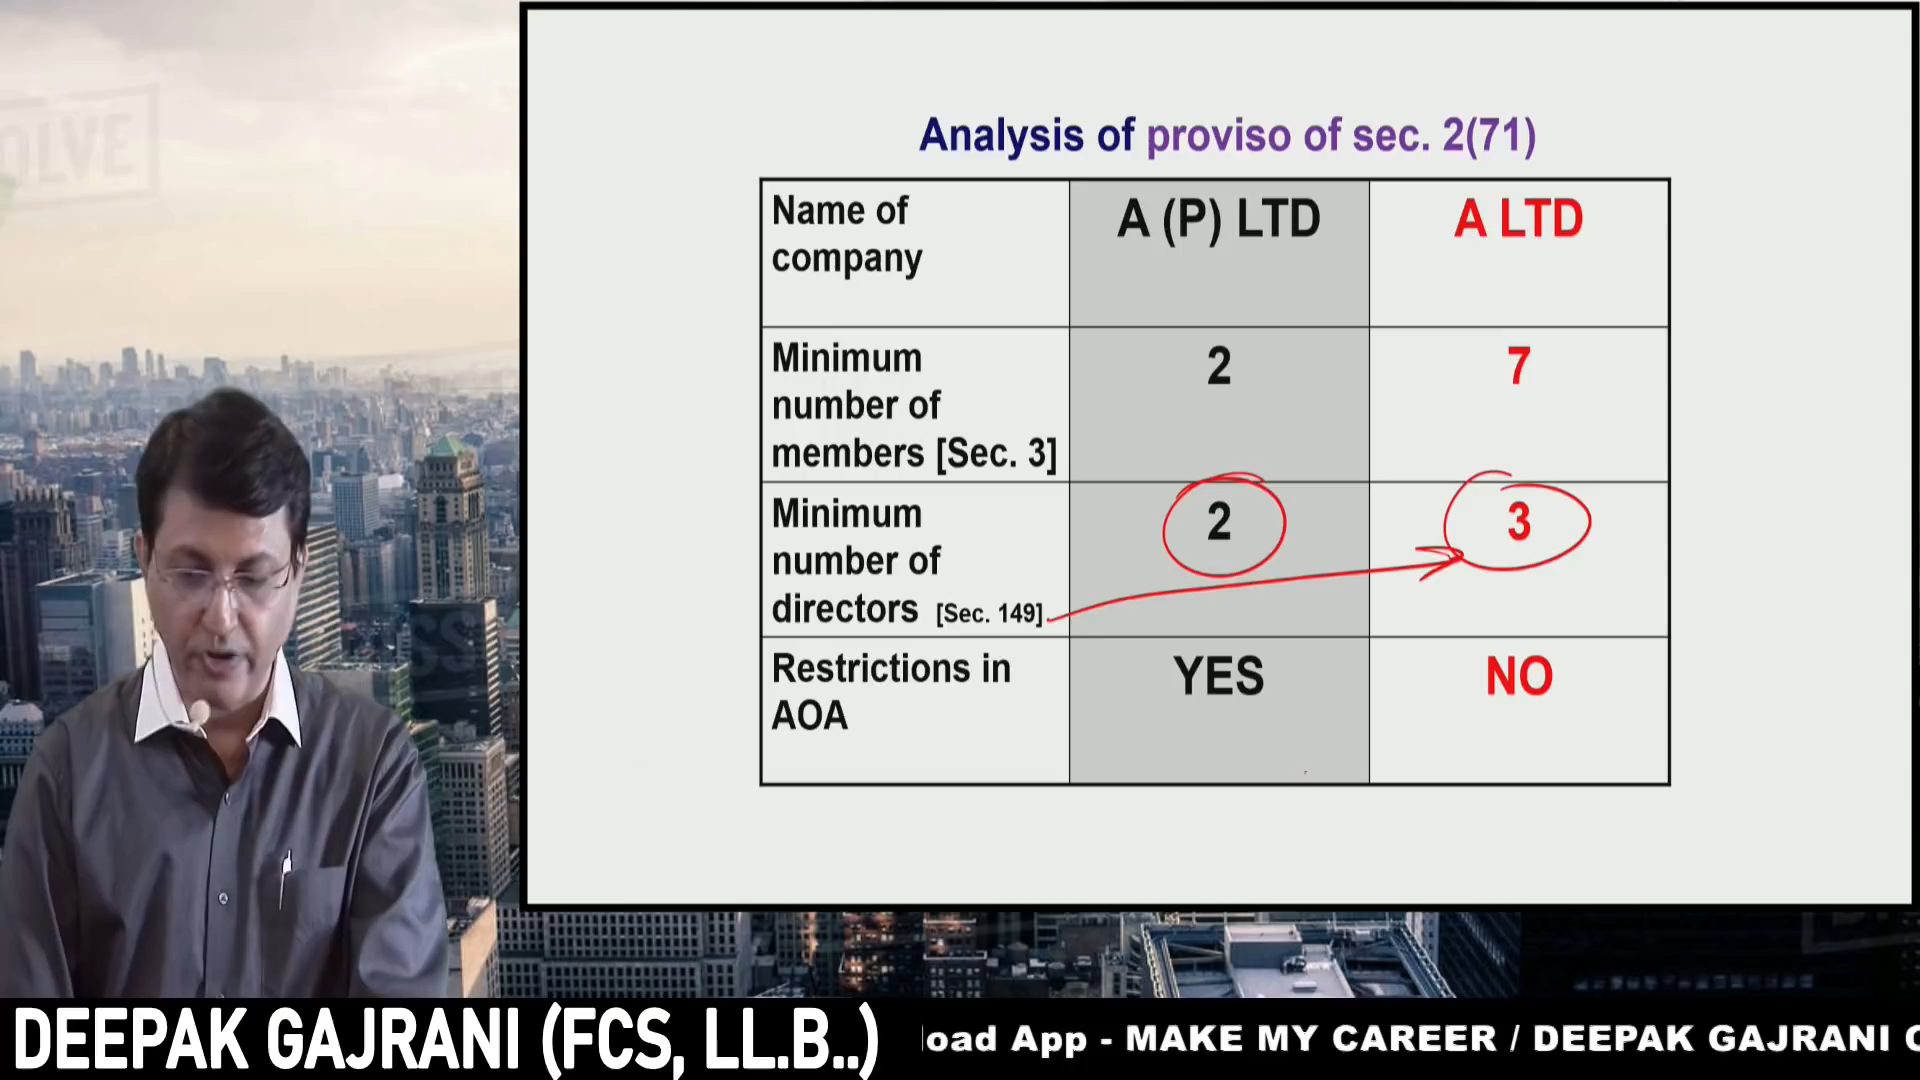 OLVE
Analysis of proviso of sec. 2(71)
Name of company
A (P) LTD
A LTD
Minimum
number of
members [Sec. 3]
2
7
Minimum
number of
directors [Sec. 149]
2
3
Restrictions in
AOA
YES
NO
DEEPAK GAJRANI (FCS, LL.B..)
oad App - MAKE MY CAREER / DEEPAK GAJRANI